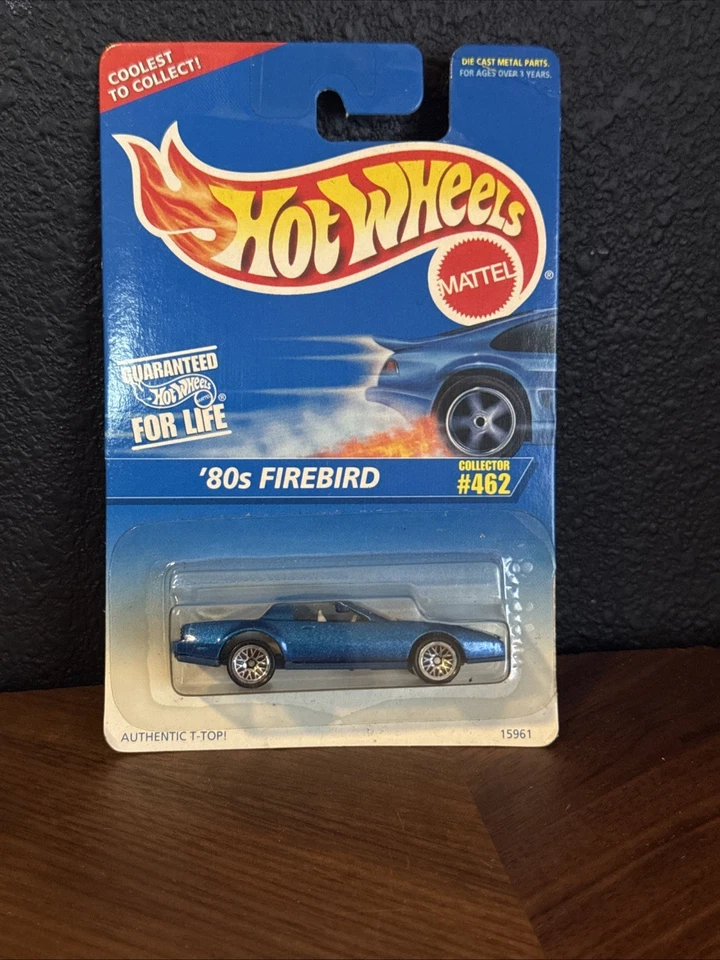 COOLEST
TO COLLECT!
DIE CAST METAL PARTS.
FOR AGES OVER 3 YEARS.
HOT WHEELS
MATTEL
®
GUARANTEED
HOT WHEELS
MATTEL
®
FOR LIFE
'80s FIREBIRD
COLLECTOR
#462
AUTHENTIC T-TOP!
15961